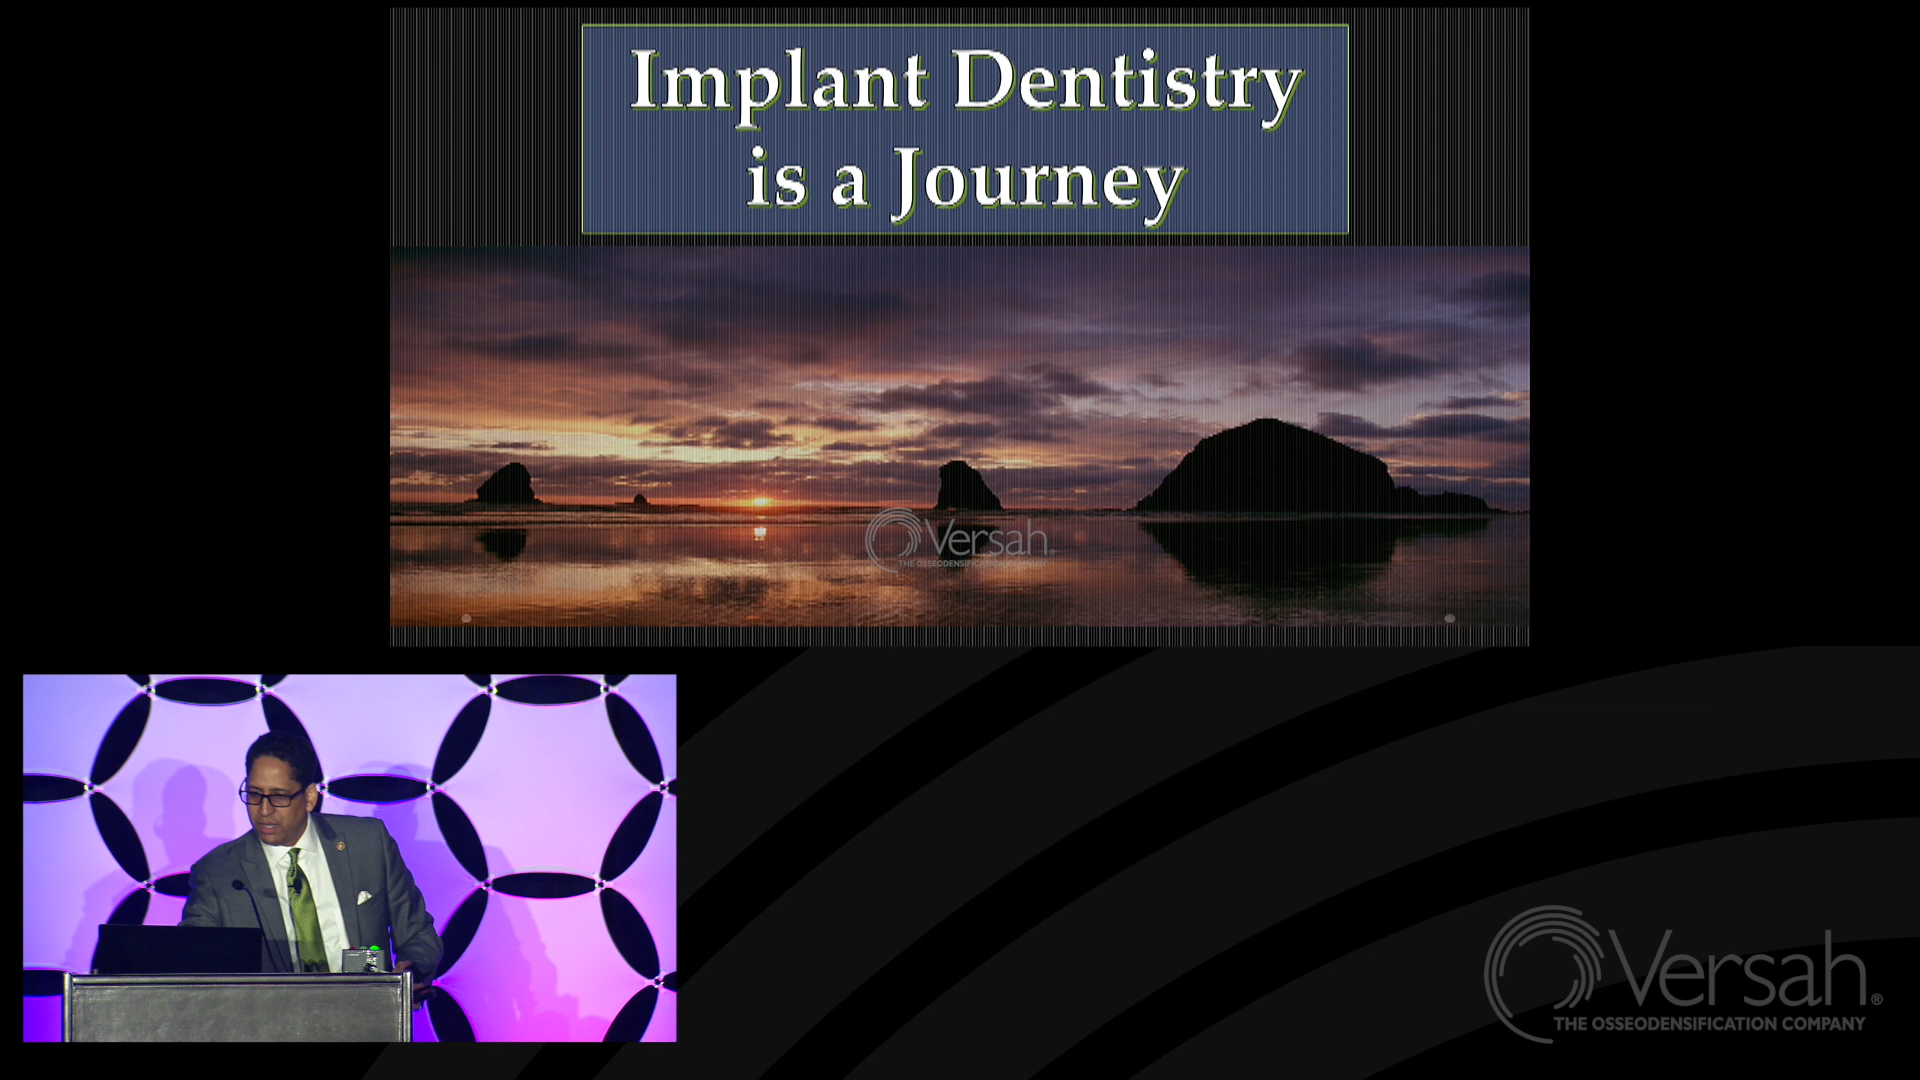 Implant Dentistry
is a Journey
Versah
THE OSSEODENSIFICATION COMPANY
Versah®
THE OSSEODENSIFICATION COMPANY